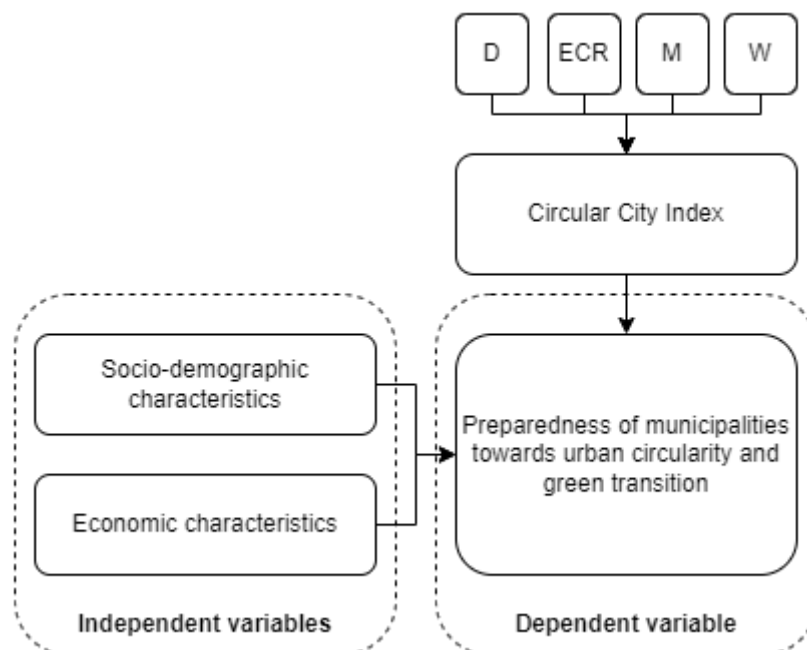 D
ECR
M
W
Circular City Index
Socio-demographic
characteristics
Economic characteristics
Independent variables
Preparedness of municipalities
towards urban circularity and
green transition
Dependent variable